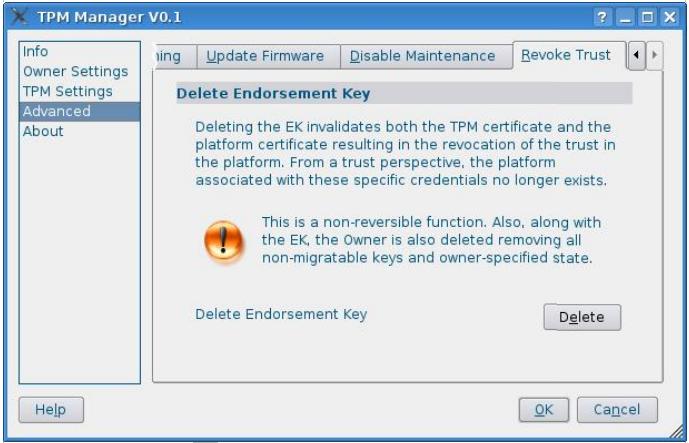 TPM Manager V0.1
Info
Owner Settings
TPM Settings
Advanced
About
ning Update Firmware Disable Maintenance Revoke Trust
Delete Endorsement Key
Deleting the EK invalidates both the TPM certificate and the
platform certificate resulting in the revocation of the trust in
the platform. From a trust perspective, the platform
associated with these specific credentials no longer exists.
This is a non-reversible function. Also, along with
the EK, the Owner is also deleted removing all
non-migratable keys and owner-specified state.
Delete Endorsement Key Delete
Help OK Cancel